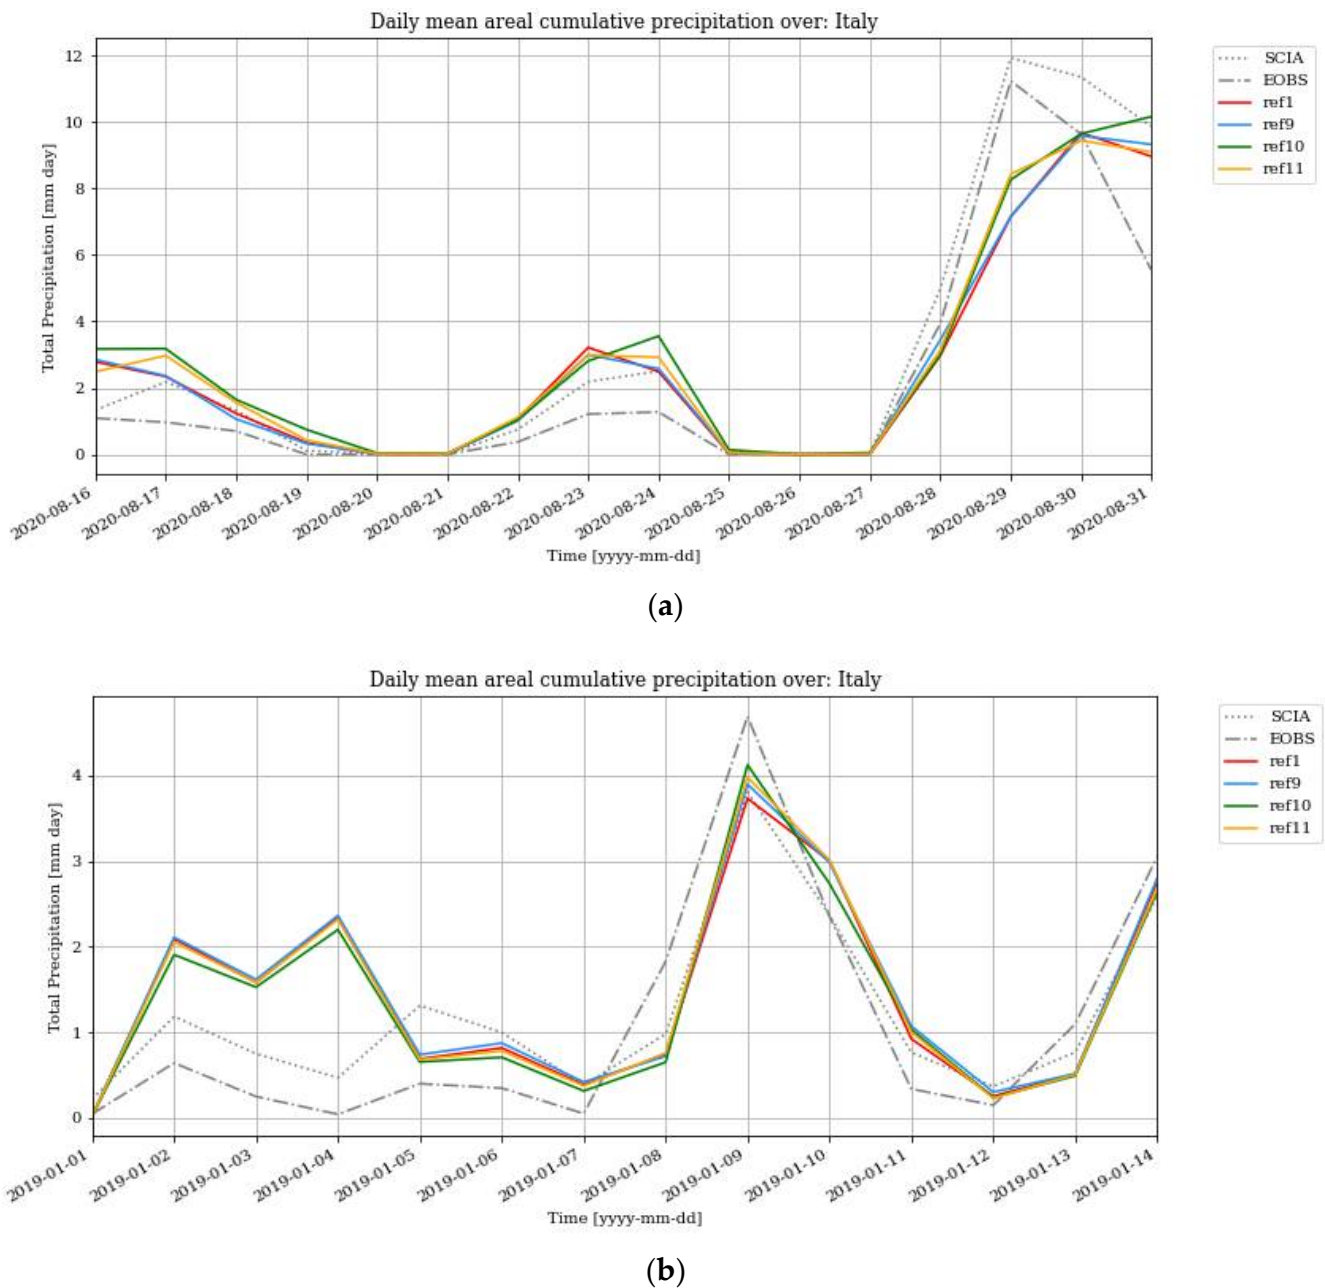 Daily mean areal cumulative precipitation over: Italy
12
10
8
6
4
2
0
Total Precipitation [mm day]
SCIA
EOBS
ref1
ref9
ref10
ref11
2020-08-16
2020-08-17
2020-08-18
2020-08-19
2020-08-20
2020-08-21
2020-08-22
2020-08-23
2020-08-24
2020-08-25
2020-08-26
2020-08-27
2020-08-28
2020-08-29
2020-08-30
2020-08-31
Time [yyyy-mm-dd]
(a)
Daily mean areal cumulative precipitation over: Italy
4
3
2
1
0
Total Precipitation [mm day]
SCIA
EOBS
ref1
ref9
ref10
ref11
2019-01-01
2019-01-02
2019-01-03
2019-01-04
2019-01-05
2019-01-06
2019-01-07
2019-01-08
2019-01-09
2019-01-10
2019-01-11
2019-01-12
2019-01-13
2019-01-14
Time [yyyy-mm-dd]
(b)